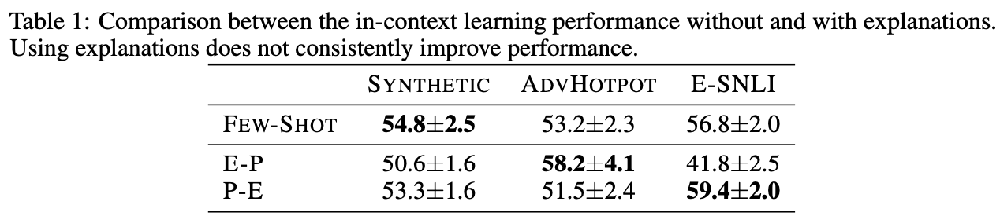 Table 1: Comparison between the in-context learning performance without and with explanations.
Using explanations does not consistently improve performance.
SYNTHETIC ADVHOTPOT E-SNLI
FEW-SHOT 54.8±2.5 53.2±2.3 56.8±2.0
E-P 50.6±1.6 58.2±4.1 41.8±2.5
P-E 53.3±1.6 51.5±2.4 59.4±2.0